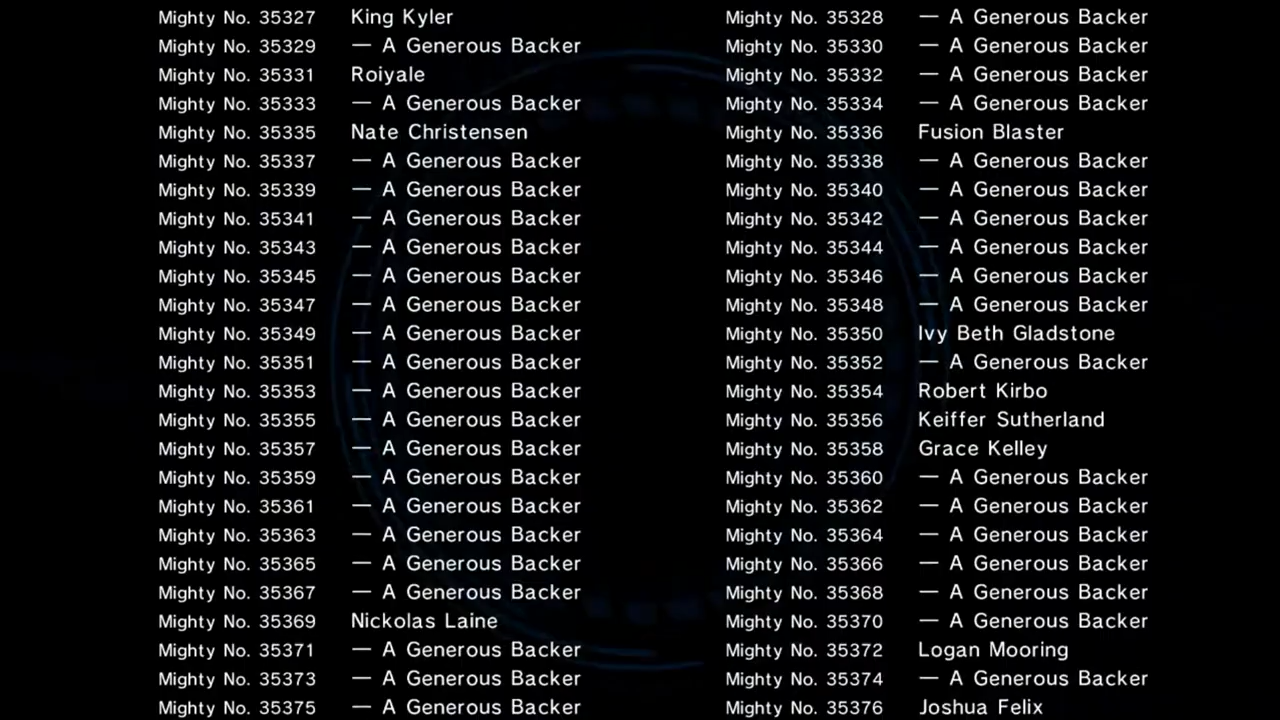 Mighty No. 35327 King Kyler Mighty No. 35328 — A Generous Backer
Mighty No. 35329 — A Generous Backer Mighty No. 35330 — A Generous Backer
Mighty No. 35331 Roiyale Mighty No. 35332 — A Generous Backer
Mighty No. 35333 — A Generous Backer Mighty No. 35334 — A Generous Backer
Mighty No. 35335 Nate Christensen Mighty No. 35336 Fusion Blaster
Mighty No. 35337 — A Generous Backer Mighty No. 35338 — A Generous Backer
Mighty No. 35339 — A Generous Backer Mighty No. 35340 — A Generous Backer
Mighty No. 35341 — A Generous Backer Mighty No. 35342 — A Generous Backer
Mighty No. 35343 — A Generous Backer Mighty No. 35344 — A Generous Backer
Mighty No. 35345 — A Generous Backer Mighty No. 35346 — A Generous Backer
Mighty No. 35347 — A Generous Backer Mighty No. 35348 — A Generous Backer
Mighty No. 35349 — A Generous Backer Mighty No. 35350 Ivy Beth Gladstone
Mighty No. 35351 — A Generous Backer Mighty No. 35352 — A Generous Backer
Mighty No. 35353 — A Generous Backer Mighty No. 35354 Robert Kirbo
Mighty No. 35355 — A Generous Backer Mighty No. 35356 Keiffer Sutherland
Mighty No. 35357 — A Generous Backer Mighty No. 35358 Grace Kelley
Mighty No. 35359 — A Generous Backer Mighty No. 35360 — A Generous Backer
Mighty No. 35361 — A Generous Backer Mighty No. 35362 — A Generous Backer
Mighty No. 35363 — A Generous Backer Mighty No. 35364 — A Generous Backer
Mighty No. 35365 — A Generous Backer Mighty No. 35366 — A Generous Backer
Mighty No. 35367 — A Generous Backer Mighty No. 35368 — A Generous Backer
Mighty No. 35369 Nickolas Laine Mighty No. 35370 — A Generous Backer
Mighty No. 35371 — A Generous Backer Mighty No. 35372 Logan Mooring
Mighty No. 35373 — A Generous Backer Mighty No. 35374 — A Generous Backer
Mighty No. 35375 — A Generous Backer Mighty No. 35376 Joshua Felix